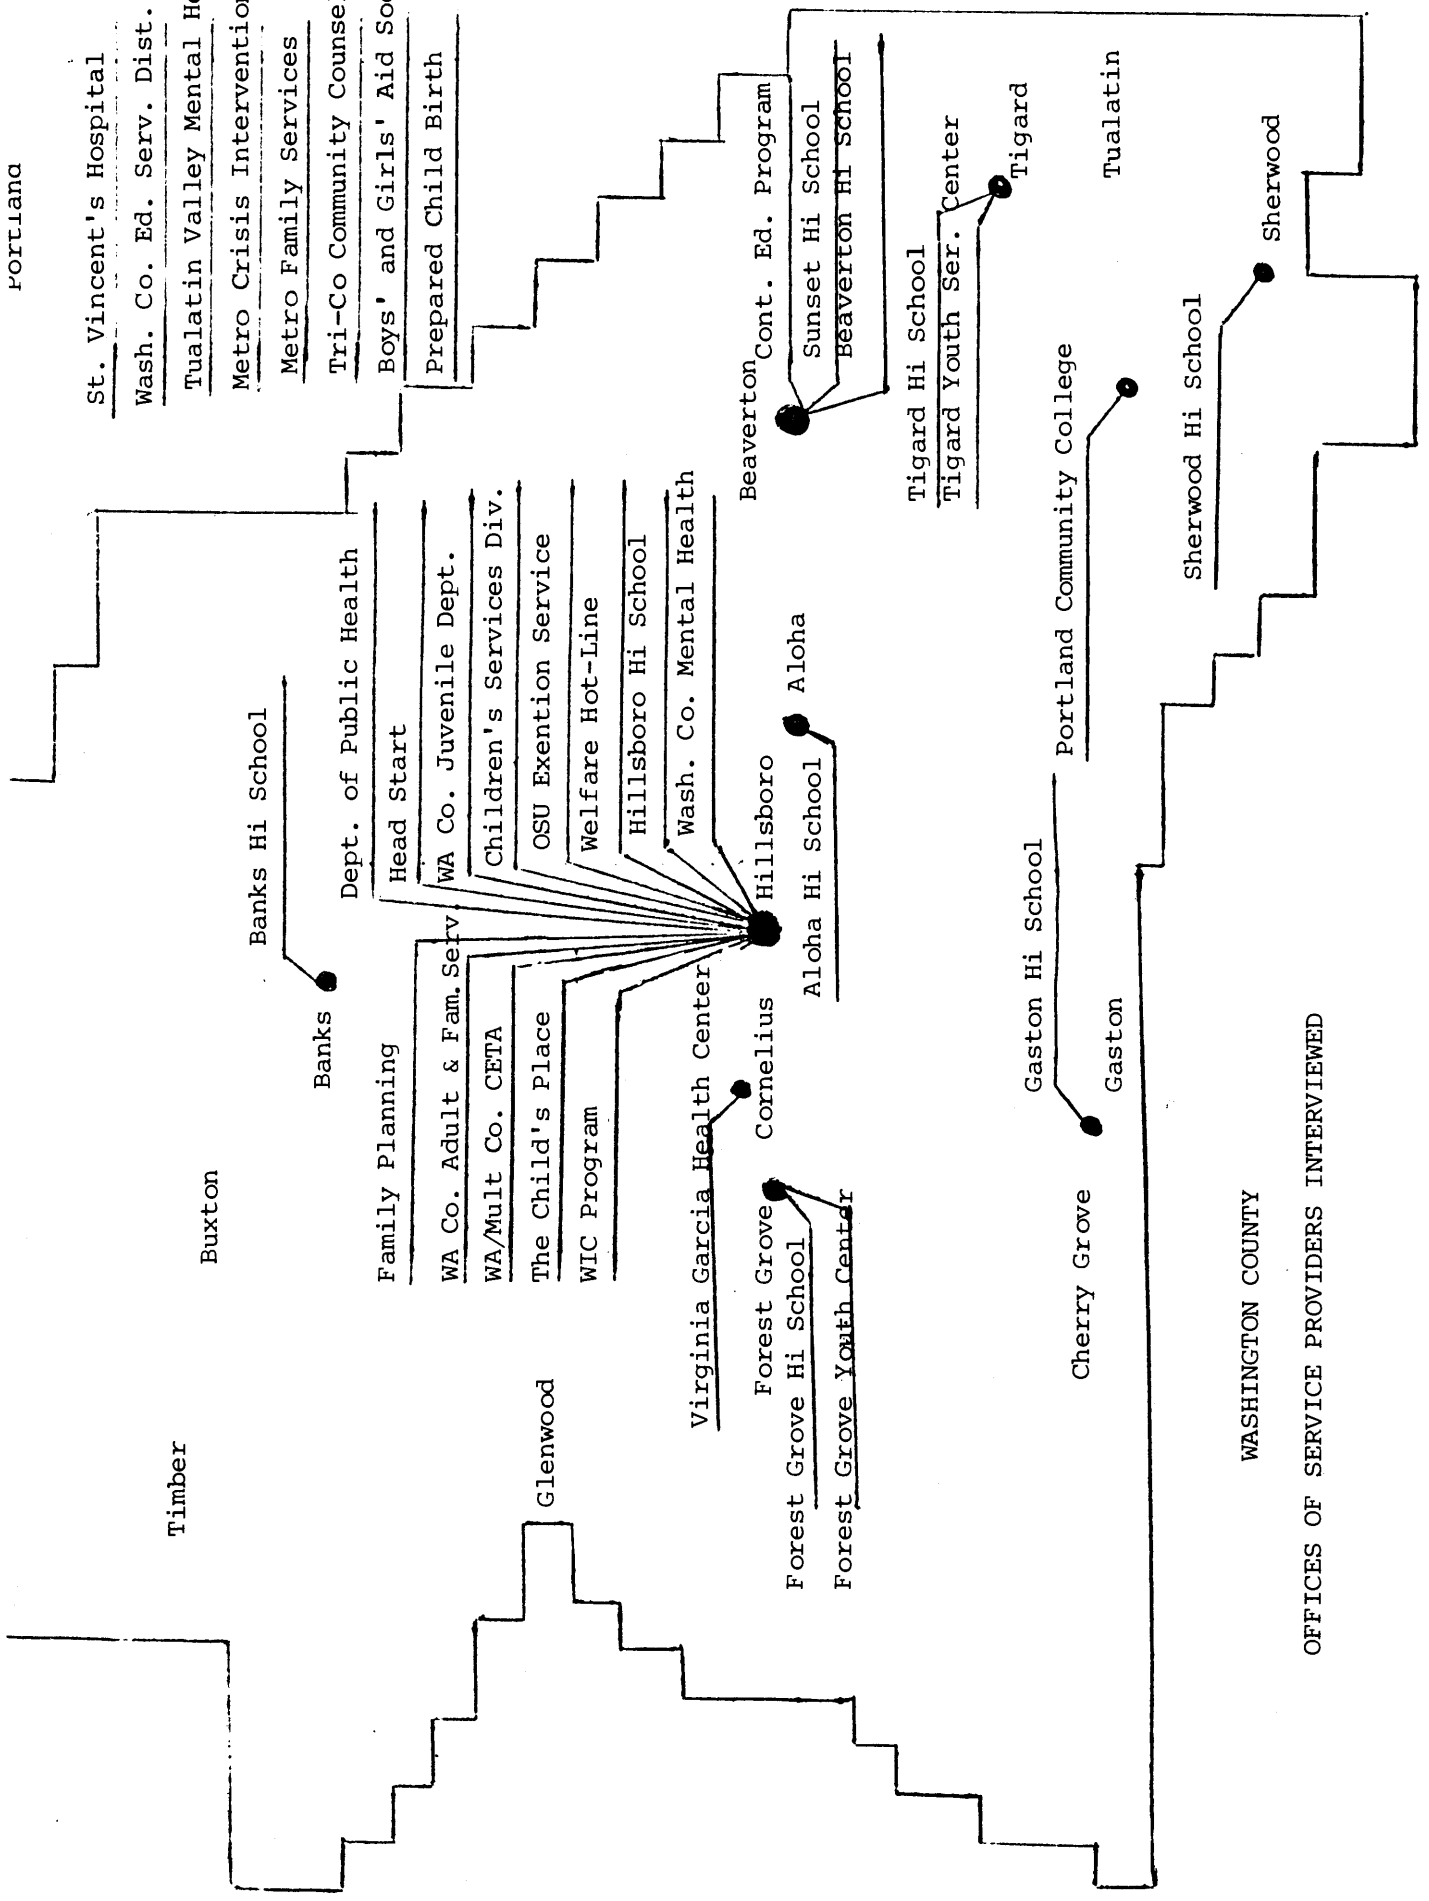 Portland
St. Vincent's Hospital
Wash. Co. Ed. Serv. Dist.
Tualatin Valley Mental
Metro Crisis
Metro Family Services
Tri-Co Community
Boys' and Girls' Aid
Prepared Child Birth
Timber
Buxton
Banks Hi School
Banks
Dept. of Public Health
Head Start
WA Co. Juvenile Dept.
Children's Services Div.
OSU Exention Service
Welfare Hot-Line
Hillsboro Hi School
Wash. Co. Mental Health
Family Planning
WA Co. Adult & Fam. Serv.
WA/Mult Co. CETA
The Child's Place
WIC Program
Glenwood
Virginia Garcia Health Center
Forest Grove
Cornelius
Hillsboro
Aloha
Beaverton
Forest Grove Hi School
Forest Grove Youth Center
Aloha Hi School
Cont. Ed. Program
Sunset Hi School
Beaverton Hi School
Tigard Hi School
Tigard Youth Ser. Center
Tigard
Gaston Hi School
Portland Community College
Cherry Grove
Gaston
Tualatin
Sherwood Hi School
Sherwood
WASHINGTON COUNTY
OFFICES OF SERVICE PROVIDERS INTERVIEWED